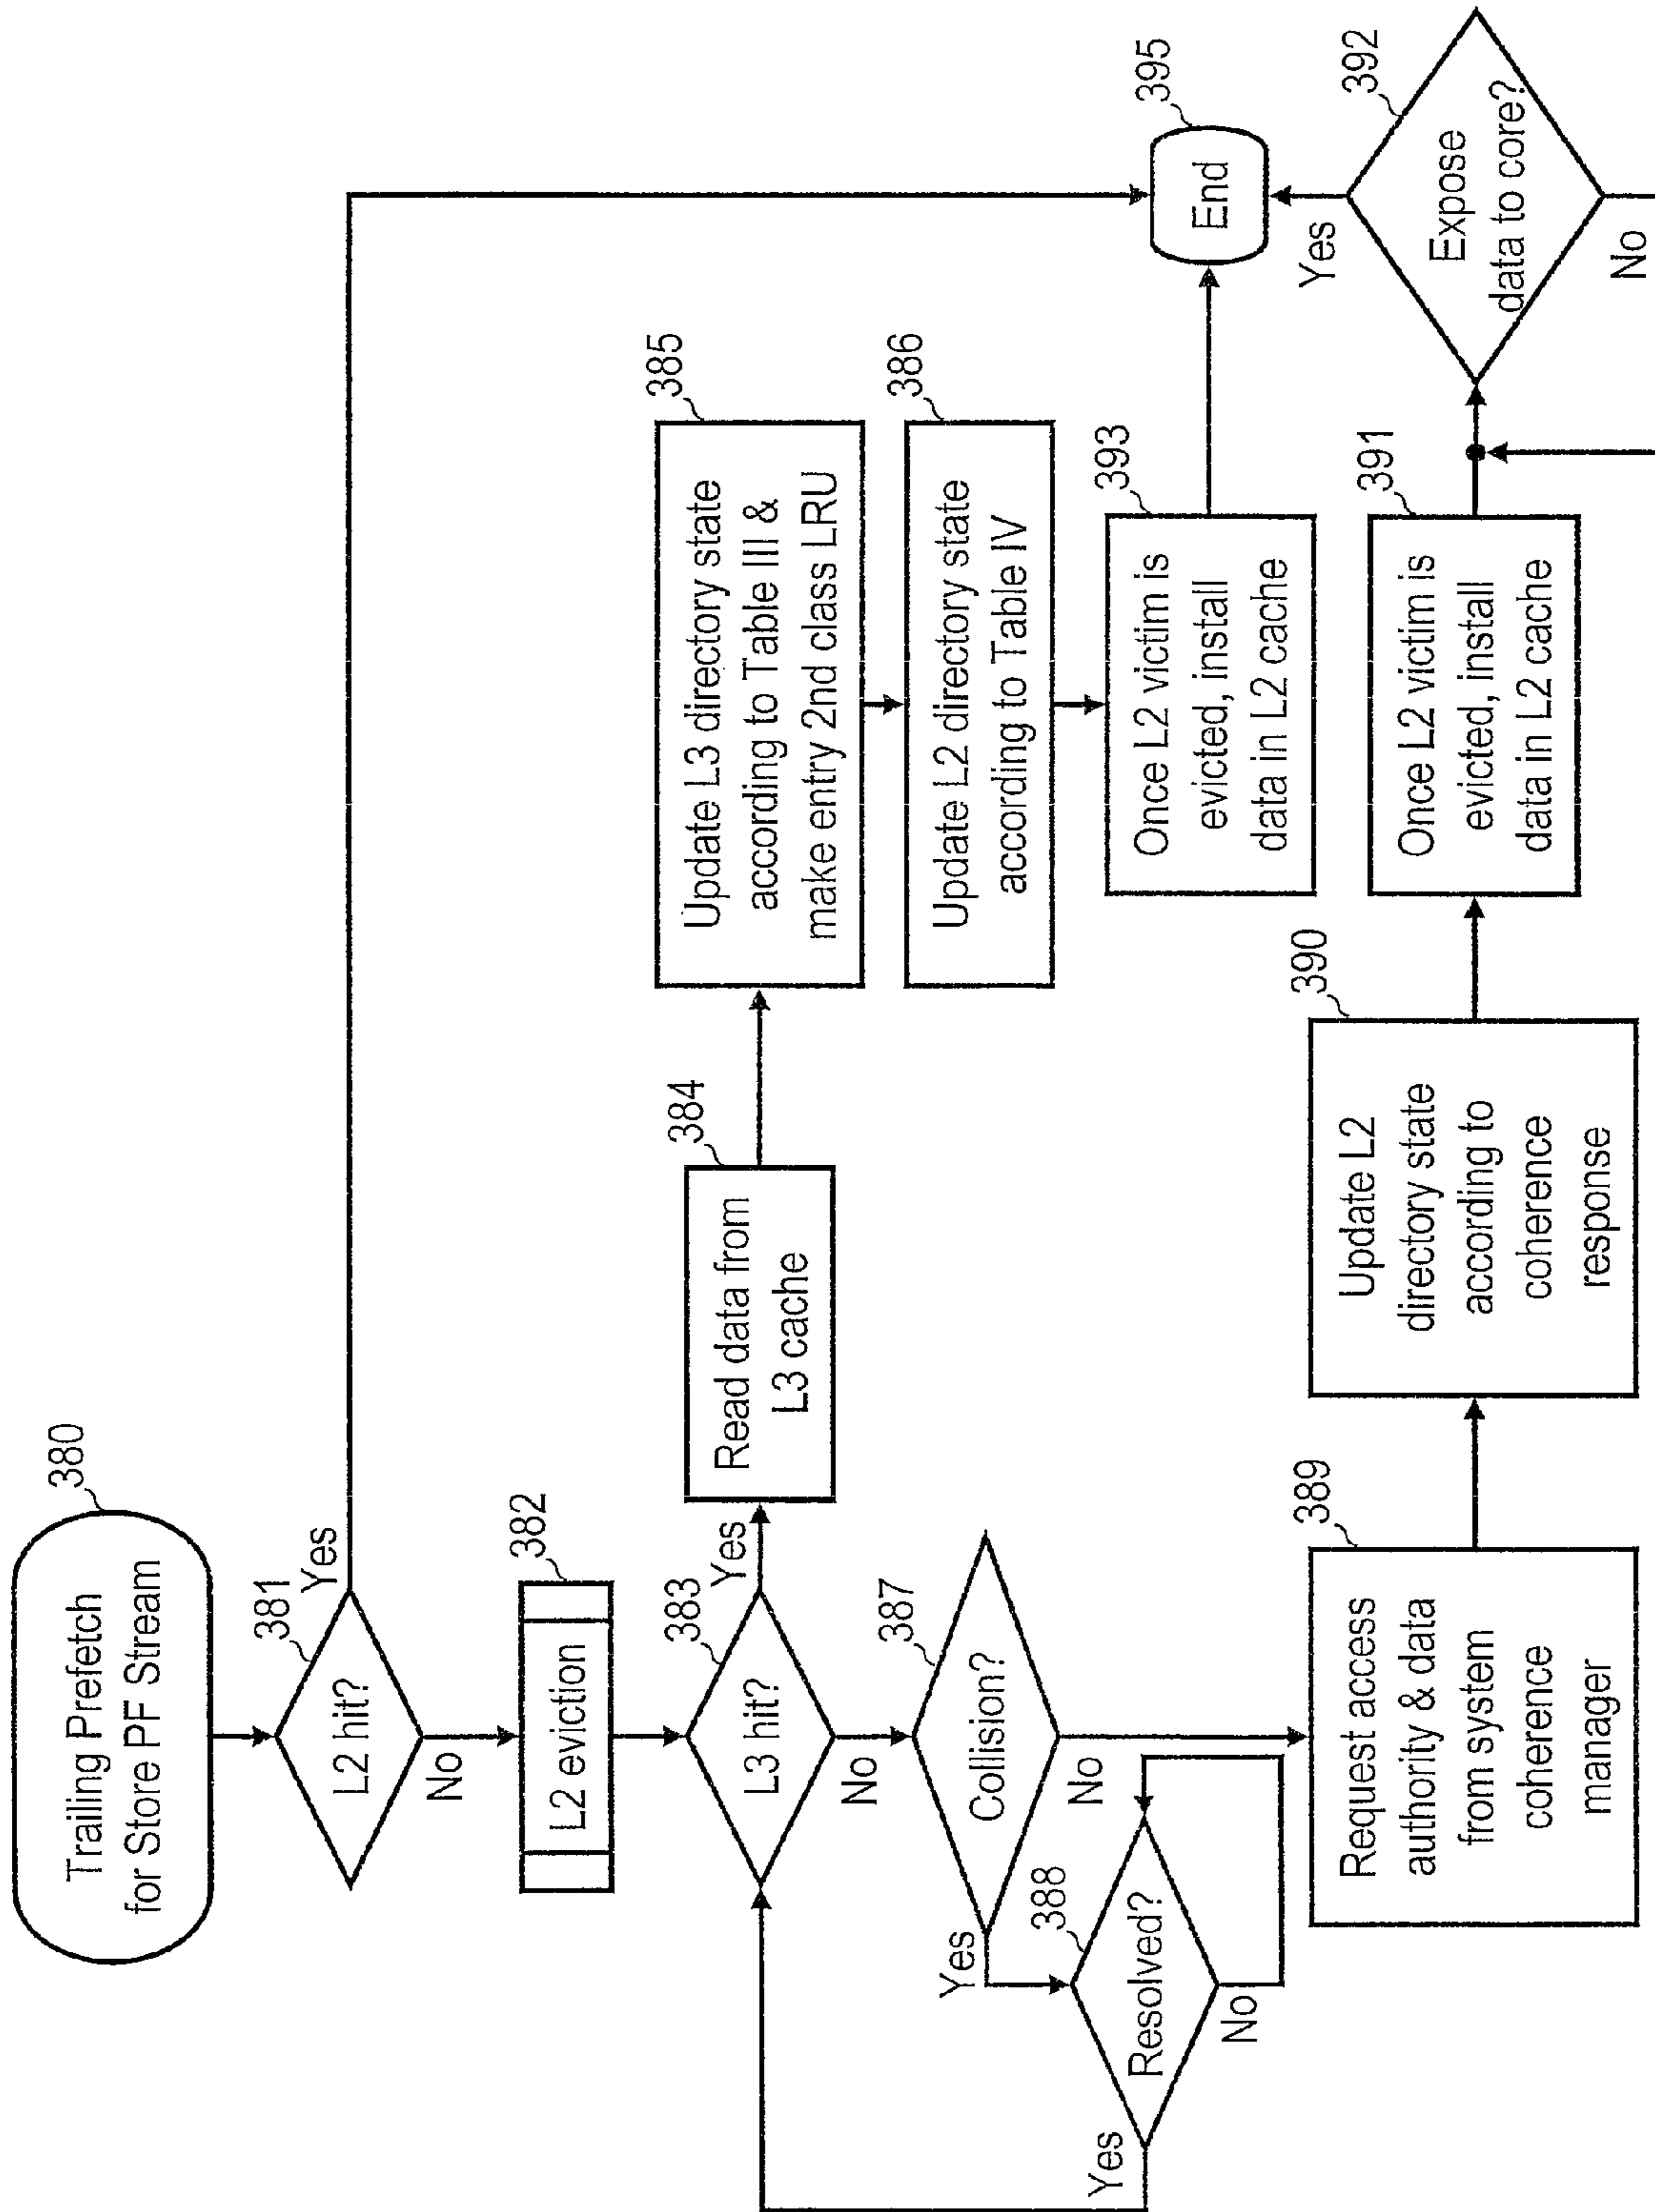 380
Trailing Prefetch
for Store PF Stream
381
L2 hit?
Yes
No
382
L2 eviction
383
L3 hit?
Yes
No
384
Read data from
L3 cache
385
Update L3 directory state
according to Table III &
make entry 2nd class LRU
386
Update L2 directory state
according to Table IV
393
Once L2 victim is
evicted, install
data in L2 cache
387
Collision?
Yes
No
388
Resolved?
Yes
No
389
Request access
authority & data
from system
coherence
manager
390
Update L2
directory state
according to
coherence
response
391
Once L2 victim is
evicted, install
data in L2 cache
392
Expose
data to core?
Yes
No
395
End